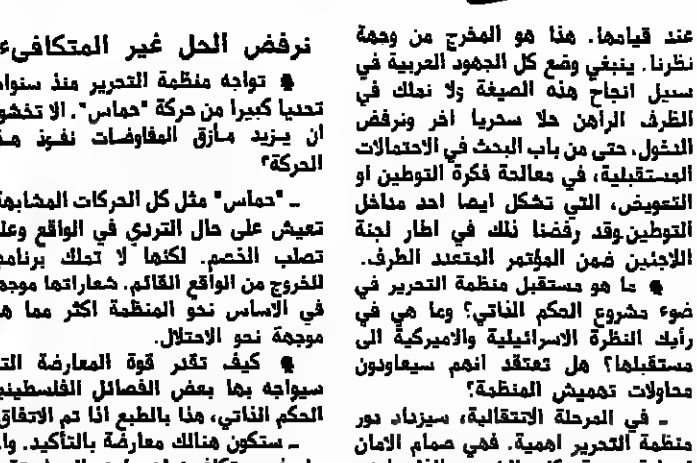 عند قيامها. هذا هو المخرج من وجهة
نظرنا. ينبغي وضع كل الجهود العربية في
سبيل انجاح هذه الصيغة ولا نملك في
الظرف الراهن حلا سحريا اخر ونرفض
الدخول، حتى من باب البحث في الاحتمالات
المستقبلية، في معالجة فكرة التوطين او
التعويض، التي تشكل ايضا احد مداخل
التوطين.وقد رفضنا ذلك في اطار لجنة
اللاجئين ضمن المؤتمر المتعدد الطرف.
● ما هو مستقبل منظمة التحرير في
ضوء مشروع الحكم الذاتي؟ وما هي في
رأيك النظرة الاسرائيلية والاميركية الى
مستقبلها؟ هل تعتقد انهم سيعاودون
محاولات تهميش المنظمة؟
ـ في المرحلة الانتقالية، سيزداد دور
منظمة التحرير اهمية. فهي صمام الامان
نرفض الحل غير المتكافىء
● تواجه منظمة التحرير منذ سنوات
تحديا كبيرا من حركة "حماس". الا تخشون
ان يزيد مأزق المفاوضات نفوذ هذه
الحركة؟
ـ "حماس" مثل كل الحركات المشابهة
تعيش على حال التردي في الواقع وعلى
تصلب الخصم. لكنها لا تملك برنامج
للخروج من الواقع القائم. شعاراتها موجهة
في الاساس نحو المنظمة اكثر مما هي
موجهة نحو الاحتلال.
● كيف تقدر قوة المعارضة التي
سيواجه بها بعض الفصائل الفلسطينية
الحكم الذاتي، هذا بالطبع اذا تم الاتفاق
ـ ستكون هنالك معارضة بالتأكيد.